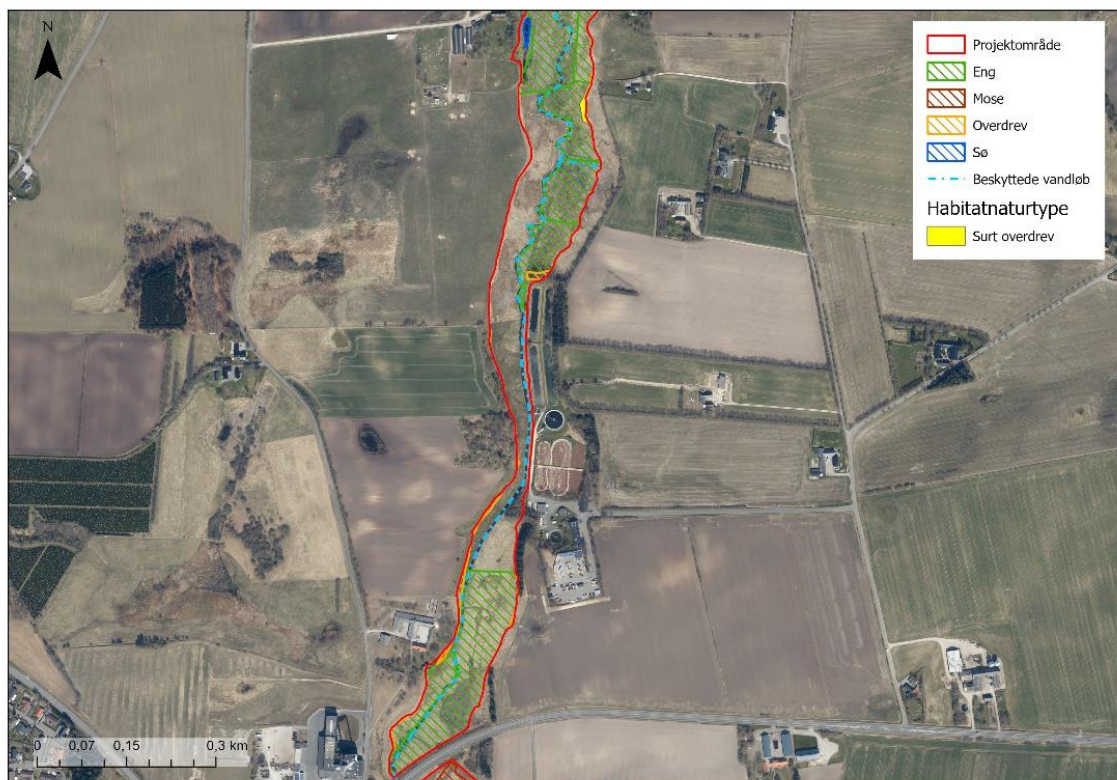 N
Projektområde
Eng
Mose
Overdrev
Sø
Beskyttede vandløb
Habitatnaturtype
Surt overdrev
0 0,07 0,15 0,3 km